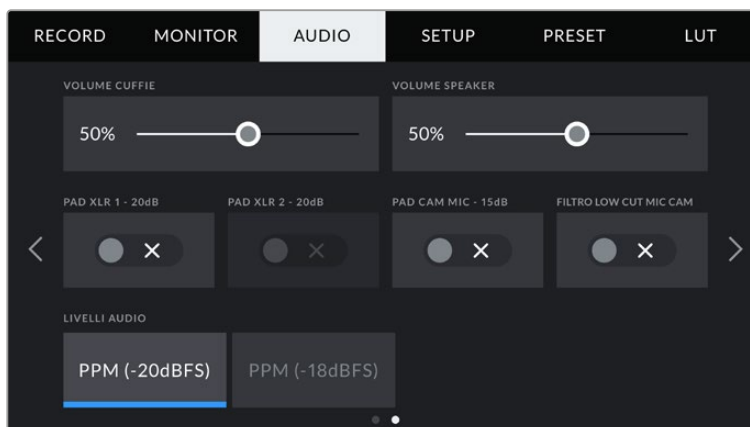 RECORD MONITOR AUDIO SETUP PRESET LUT
VOLUME CUFFIE VOLUME SPEAKER
50% 50%
PAD XLR 1 - 20dB PAD XLR 2 - 20dB PAD CAM MIC - 15dB FILTRO LOW CUT MIC CAM
LIVELLI AUDIO
PPM (-20dBFS) PPM (-18dBFS)